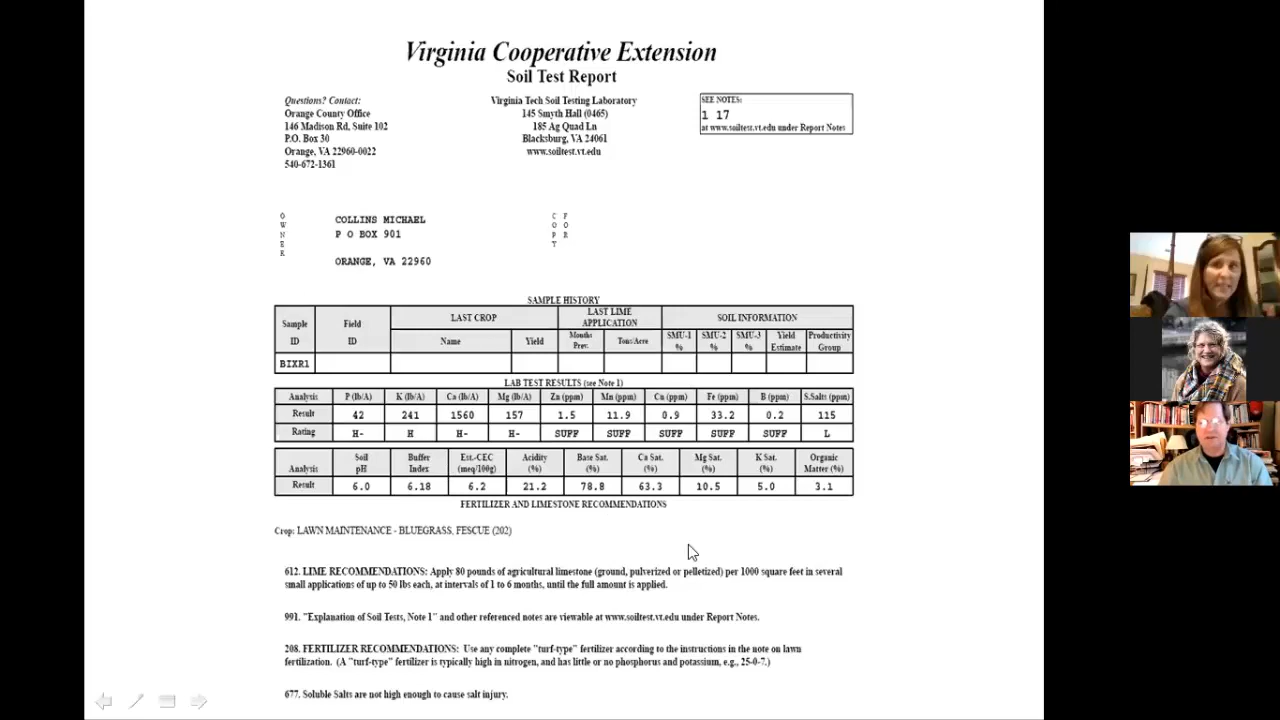 Virginia Cooperative Extension
Soil Test Report
Questions? Contact:
Orange County Office
146 Madison Rd, Suite 102
P.O. Box 30
Orange, VA 22960-0022
540-672-1361
Virginia Tech Soil Testing Laboratory
145 Smyth Hall (0465)
185 Ag Quad Ln
Blacksburg, VA 24061
www.soiltest.vt.edu
SEE NOTES:
1 17
at www.soiltest.vt.edu under Report Notes
OWNER
COLLINS MICHAEL
P O BOX 901
ORANGE, VA 22960
COPY FOR
SAMPLE HISTORY
Sample ID Field ID LAST CROP LAST LIME APPLICATION SOIL INFORMATION
Name Yield Months Prev. Tons/Acre SMU-1 % SMU-2 % SMU-3 % Yield Estimate Productivity Group
BIXR1
LAB TEST RESULTS (see Note 1)
Analysis P (lb/A) K (lb/A) Ca (lb/A) Mg (lb/A) Zn (ppm) Mn (ppm) Cu (ppm) Fe (ppm) B (ppm) S.Salts (ppm)
Result 42 241 1560 157 1.5 11.9 0.9 33.2 0.2 115
Rating H- H H- H- SUFF SUFF SUFF SUFF SUFF L
Analysis Soil pH Buffer Index Est.-CEC (meq/100g) Acidity (%) Base Sat. (%) Ca Sat. (%) Mg Sat. (%) K Sat. (%) Organic Matter (%)
Result 6.0 6.18 6.2 21.2 78.8 63.3 10.5 5.0 3.1
FERTILIZER AND LIMESTONE RECOMMENDATIONS
Crop: LAWN MAINTENANCE - BLUEGRASS, FESCUE (202)
612. LIME RECOMMENDATIONS: Apply 80 pounds of agricultural limestone (ground, pulverized or pelletized) per 1000 square feet in several
small applications of up to 50 lbs each, at intervals of 1 to 6 months, until the full amount is applied.
991. "Explanation of Soil Tests, Note 1" and other referenced notes are viewable at www.soiltest.vt.edu under Report Notes.
208. FERTILIZER RECOMMENDATIONS: Use any complete "turf-type" fertilizer according to the instructions in the note on lawn
fertilization. (A "turf-type" fertilizer is typically high in nitrogen, and has little or no phosphorus and potassium, e.g., 25-0-7.)
677. Soluble Salts are not high enough to cause salt injury.